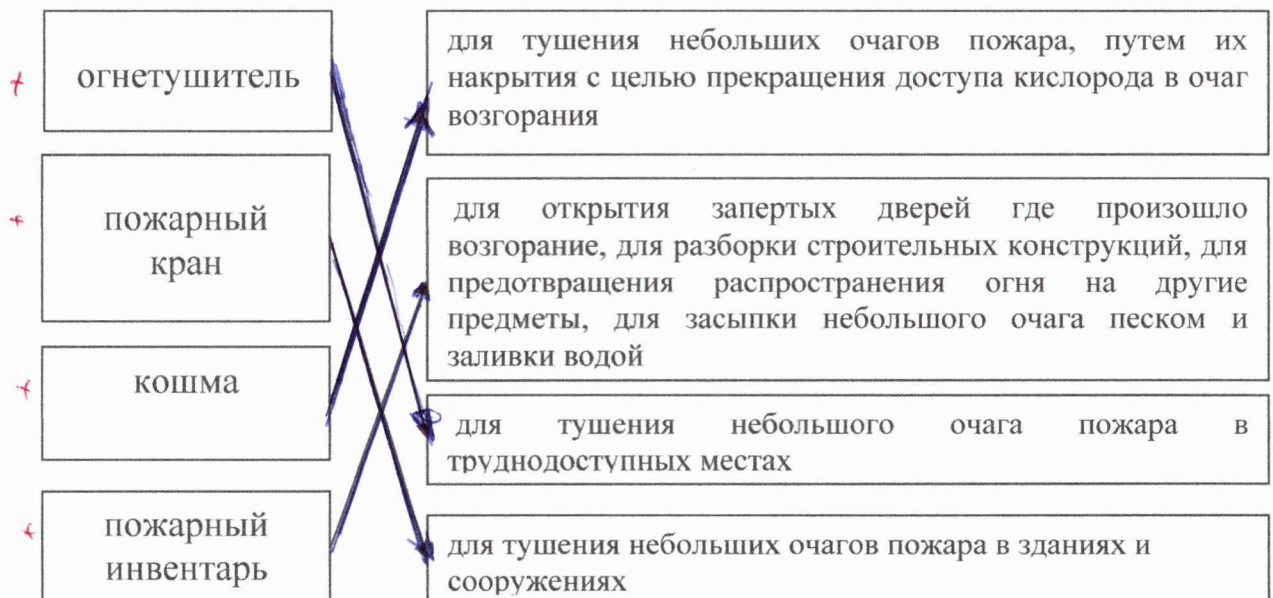 огнетушитель
пожарный
кран
кошма
пожарный
инвентарь
для тушения небольших очагов пожара, путем их
накрытия с целью прекращения доступа кислорода в очаг
возгорания
для открытия запертых дверей где произошло
возгорание, для разборки строительных конструкций, для
предотвращения распространения огня на другие
предметы, для засыпки небольшого очага песком и
заливки водой
для тушения небольшого очага пожара в
труднодоступных местах
для тушения небольших очагов пожара в зданиях и
сооружениях